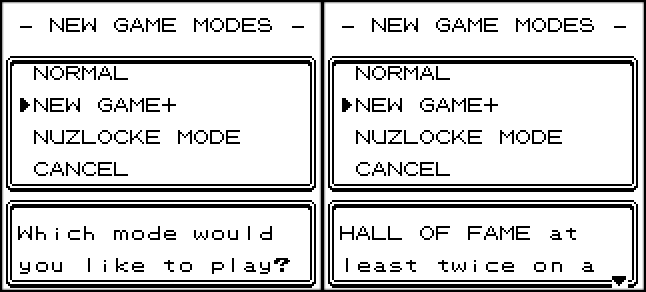 - NEW GAME MODES -
NORMAL
▶NEW GAME+
NUZLOCKE MODE
CANCEL
Which mode would
you like to play?
- NEW GAME MODES -
NORMAL
▶NEW GAME+
NUZLOCKE MODE
CANCEL
HALL OF FAME at
least twice on a